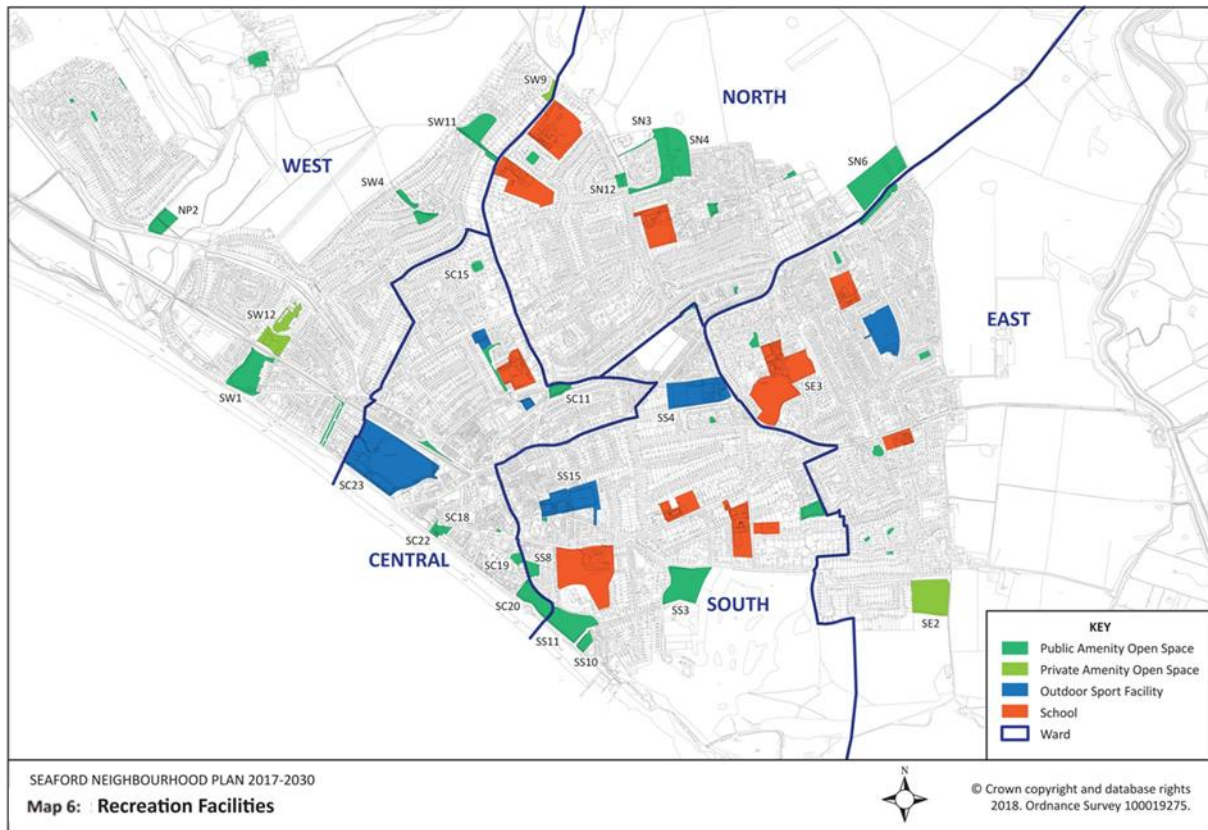 SW9
NORTH
SW11
SN3
SN4
WEST
SN6
SW4
SN12
NP2
SC15
SW12
EAST
SE3
SW1
SC11
SS4
SS15
SC23
SC18
SC22
CENTRAL
SC19
SS8
SC20
SS3
SOUTH
SS11
SS10
SE2
KEY
Public Amenity Open Space
Private Amenity Open Space
Outdoor Sport Facility
School
Ward
SEAFORD NEIGHBOURHOOD PLAN 2017-2030
Map 6: Recreation Facilities
N
© Crown copyright and database rights
2018. Ordnance Survey 100019275.